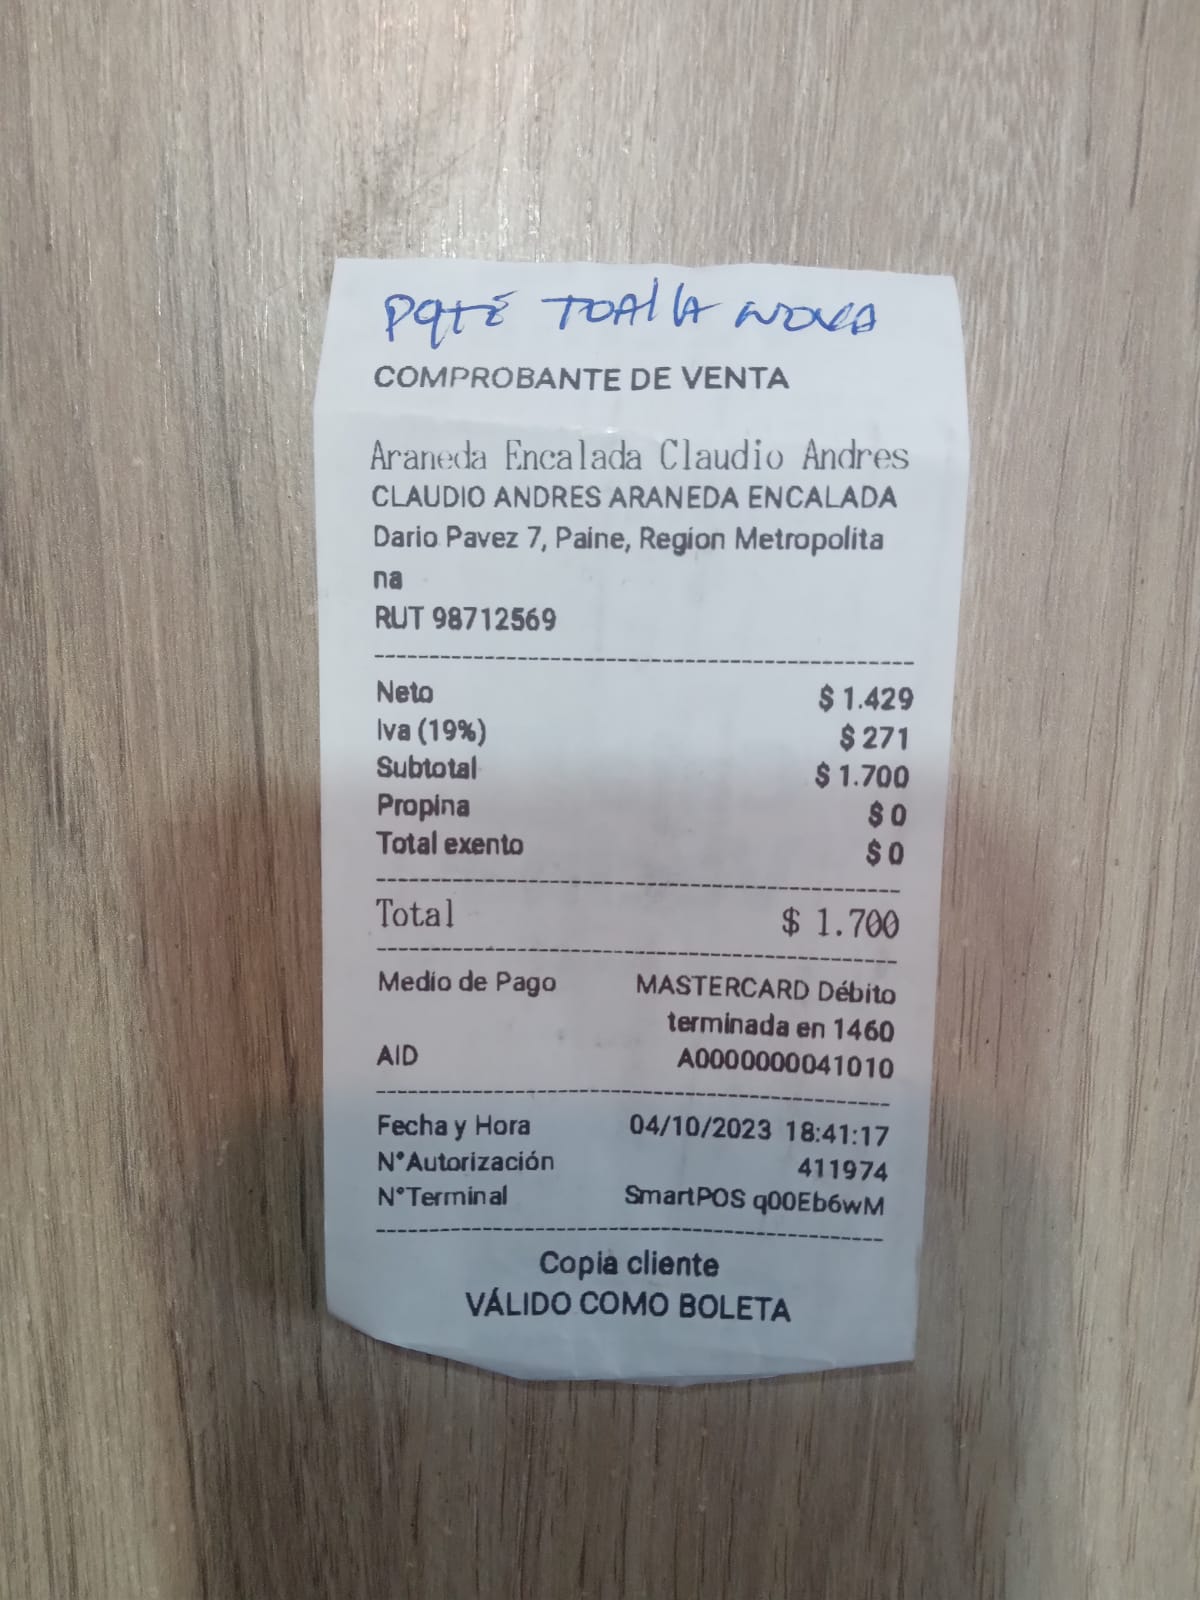 PqtE TOAllA NOVA
COMPROBANTE DE VENTA
Araneda Encalada Claudio Andres
CLAUDIO ANDRES ARANEDA ENCALADA
Dario Pavez 7, Paine, Region Metropolita
na
RUT 98712569
Neto $ 1.429
Iva (19%) $ 271
Subtotal $ 1.700
Propina $ 0
Total exento $ 0
Total $ 1.700
Medio de Pago MASTERCARD Débito
terminada en 1460
AID A0000000041010
Fecha y Hora 04/10/2023 18:41:17
N°Autorización 411974
N°Terminal SmartPOS q00Eb6wM
Copia cliente
VÁLIDO COMO BOLETA